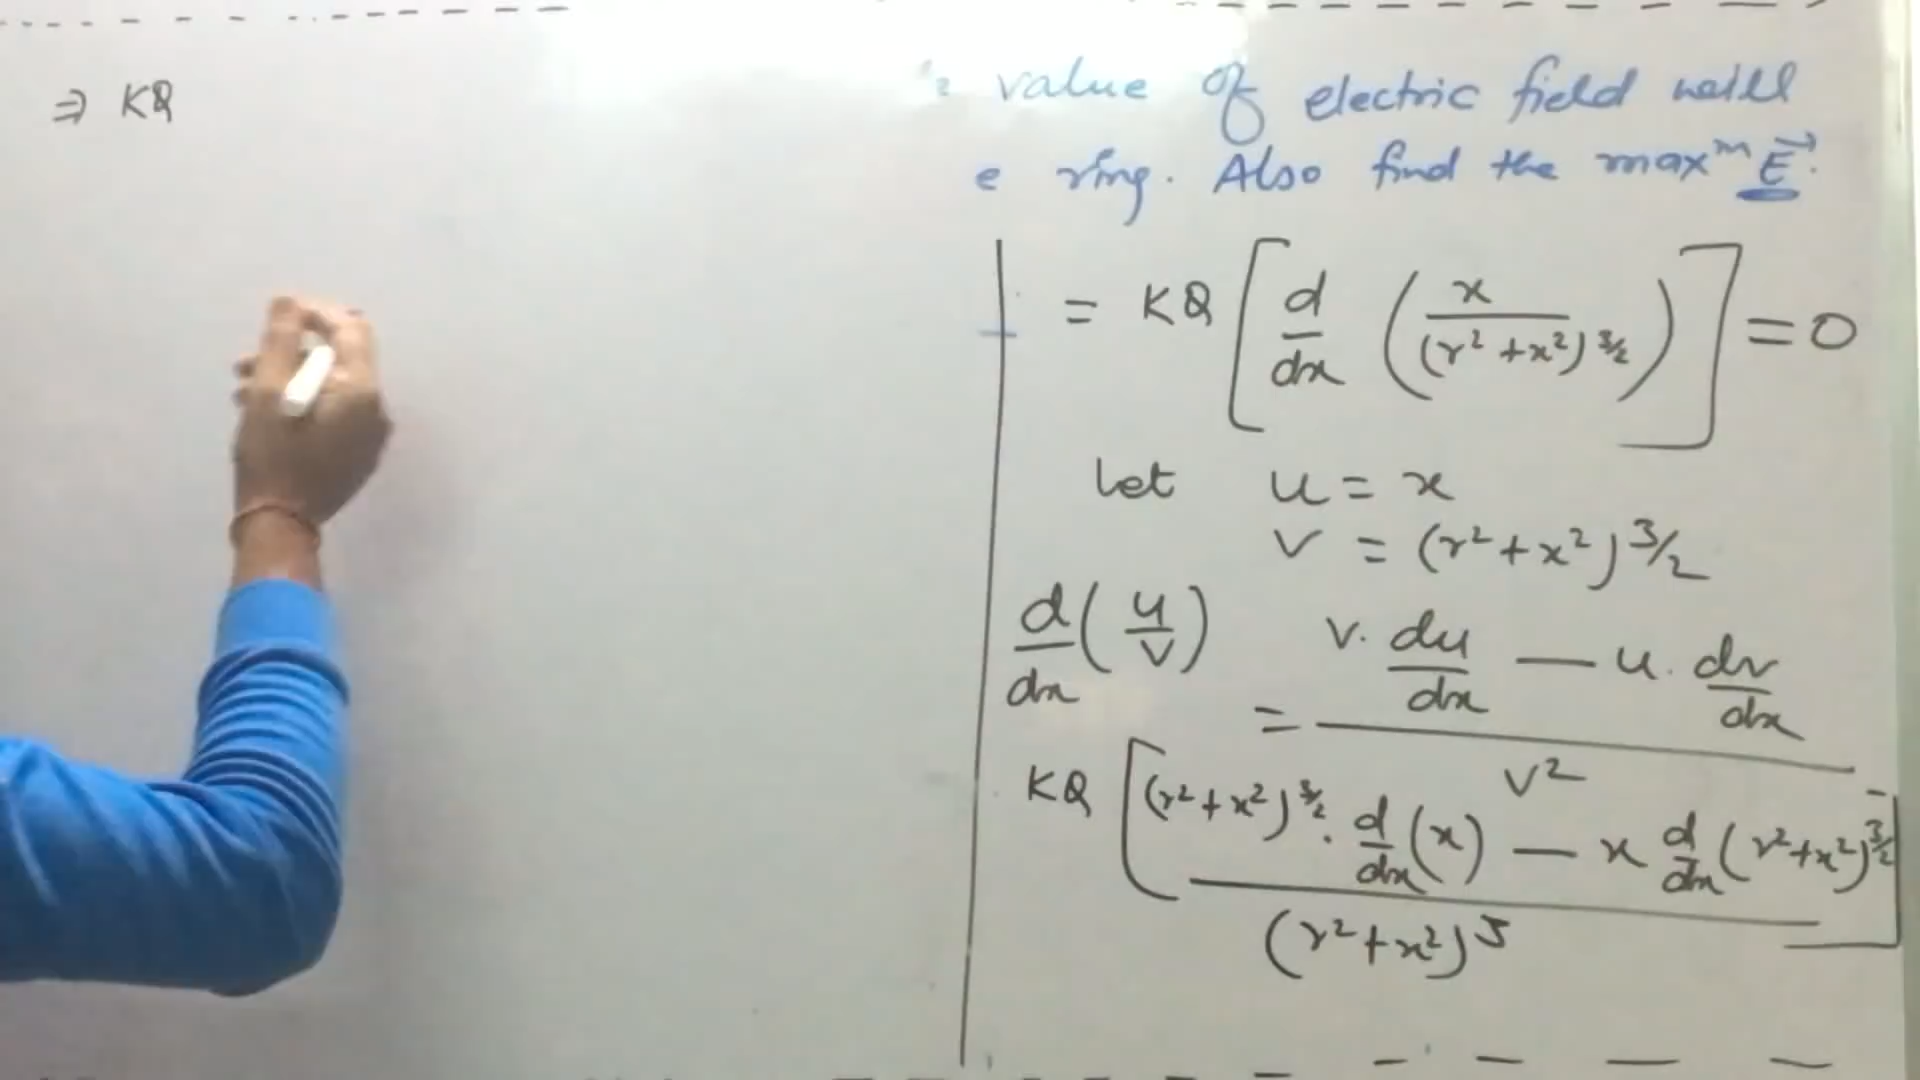 ⇒ KQ
value of electric field will
e ring. Also find the maxᵐ E⃗.
= KQ [d/dx (x/(r²+x²)^3/2)] = 0
let u = x
v = (r²+x²)^3/2
d/dx (u/v) = (v. du/dx — u. dv/dx)/v²
KQ [((r²+x²)^3/2 . d/dx (x) — x d/dx (r²+x²)^3/2)/(r²+x²)³]